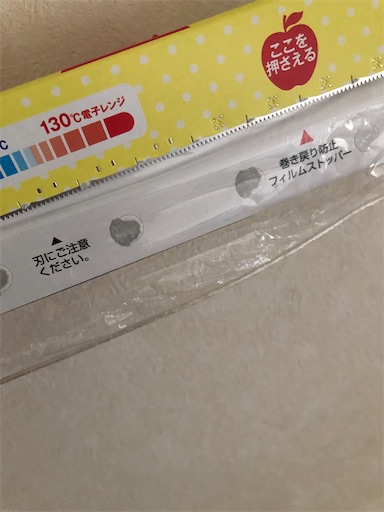 ここを
押さえる
℃
130℃電子レンジ
巻き戻り防止
フィルムストッパー
刃にご注意
ください。